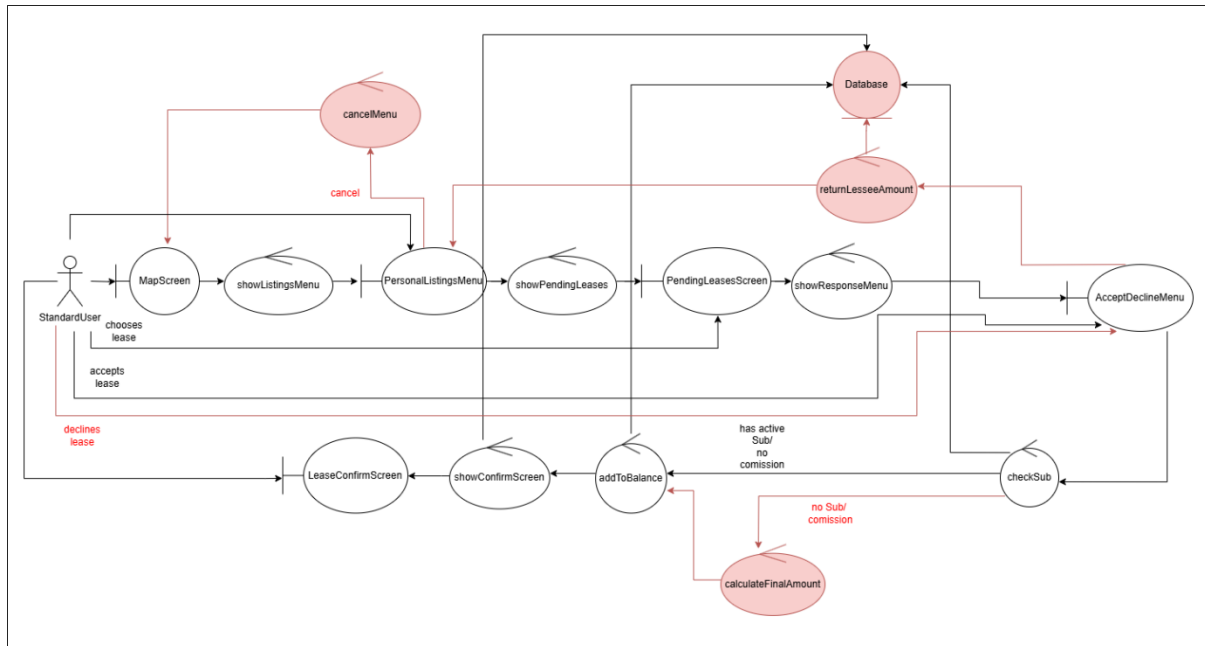 Database
cancelMenu
returnLesseeAmount
cancel
MapScreen
showListingsMenu
PersonalListingsMenu
showPendingLeases
PendingLeasesScreen
showResponseMenu
AcceptDeclineMenu
StandardUser
chooses
lease
accepts
lease
declines
lease
has active
Sub/
no
comission
LeaseConfirmScreen
showConfirmScreen
addToBalance
checkSub
no Sub/
comission
calculateFinalAmount